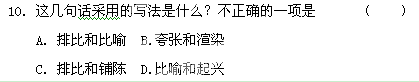 10. 这几句话采用的写法是什么？不正确的一项是　　（　　）
A. 排比和比喻　B.夸张和渲染
C. 排比和铺陈　D.比喻和起兴